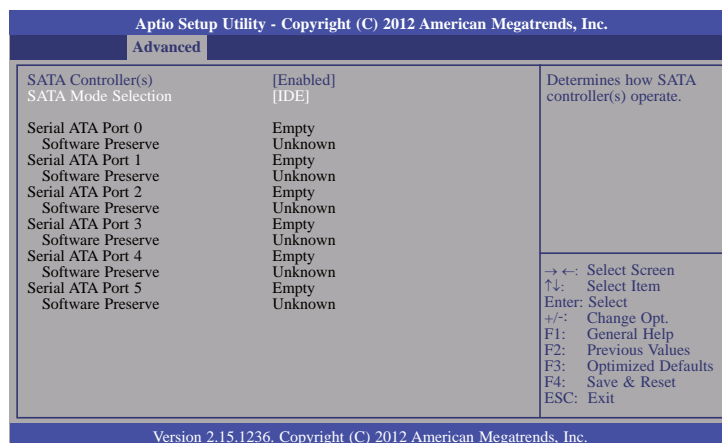 Aptio Setup Utility - Copyright (C) 2012 American Megatrends, Inc.
Advanced
SATA Controller(s) [Enabled]
SATA Mode Selection [IDE]
Serial ATA Port 0 Empty
Software Preserve Unknown
Serial ATA Port 1 Empty
Software Preserve Unknown
Serial ATA Port 2 Empty
Software Preserve Unknown
Serial ATA Port 3 Empty
Software Preserve Unknown
Serial ATA Port 4 Empty
Software Preserve Unknown
Serial ATA Port 5 Empty
Software Preserve Unknown
Determines how SATA
controller(s) operate.
→ ←: Select Screen
↑↓: Select Item
Enter: Select
+/-: Change Opt.
F1: General Help
F2: Previous Values
F3: Optimized Defaults
F4: Save & Reset
ESC: Exit
Version 2.15.1236. Copyright (C) 2012 American Megatrends, Inc.